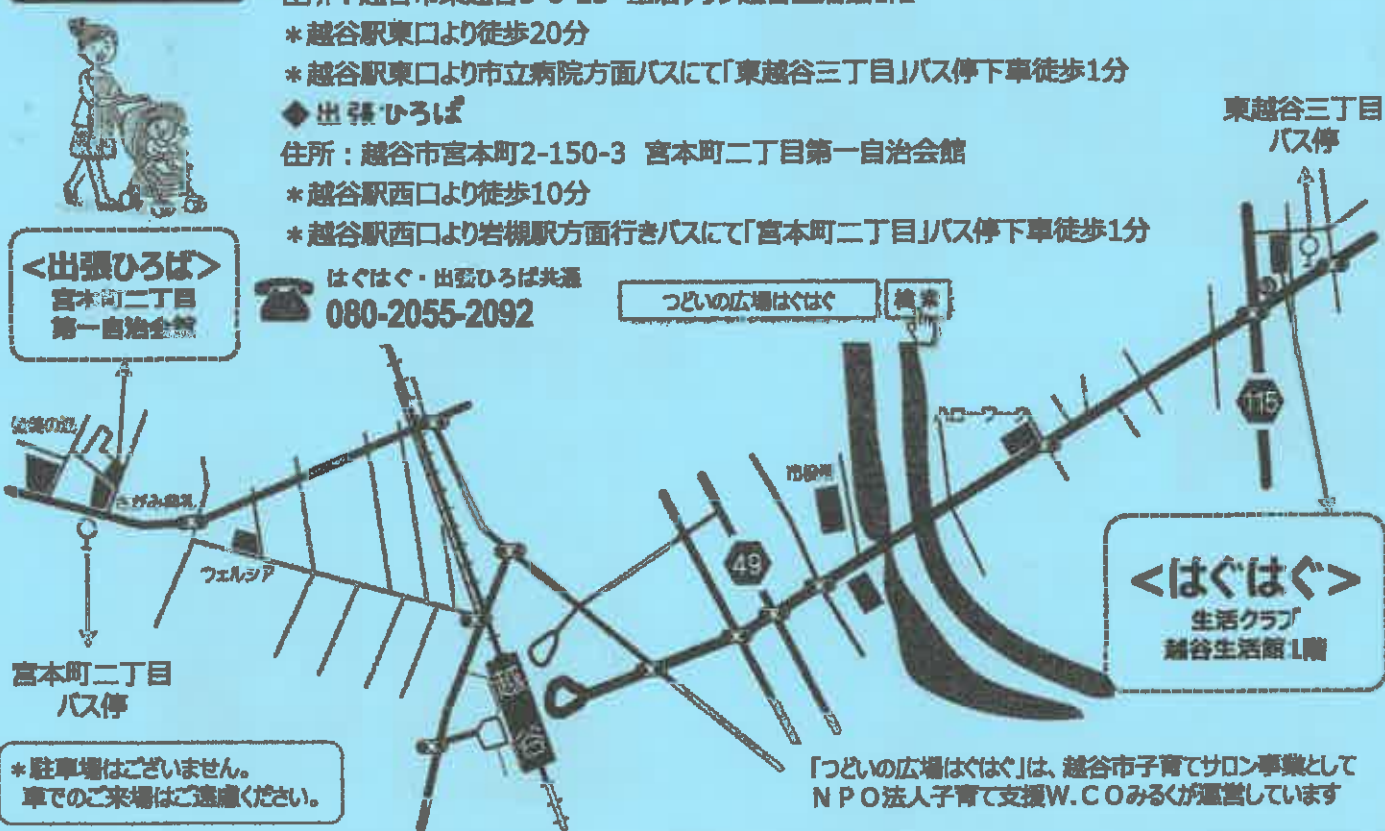 *越谷駅東口より徒歩20分
*越谷駅東口より市立病院方面バスにて「東越谷三丁目」バス停下車徒歩1分
◆出張ひろば
住所：越谷市宮本町2-150-3 宮本町二丁目第一自治会館
*越谷駅西口より徒歩10分
*越谷駅西口より岩槻駅方面行きバスにて「宮本町二丁目」バス停下車徒歩1分
東越谷三丁目
バス停
<出張ひろば>
宮本町二丁目
第一自治会館
はぐはぐ・出張ひろば共通
080-2055-2092
つどいの広場はぐはぐ
検索
115
ハローワーク
市役所
49
ウェルシア
<はぐはぐ>
生活クラブ
越谷生活館1階
宮本町二丁目
バス停
*駐車場はございません。
車でのご来場はご遠慮ください。
「つどいの広場はぐはぐ」は、越谷市子育てサロン事業として
NPO法人子育て支援W.COみるくが運営しています